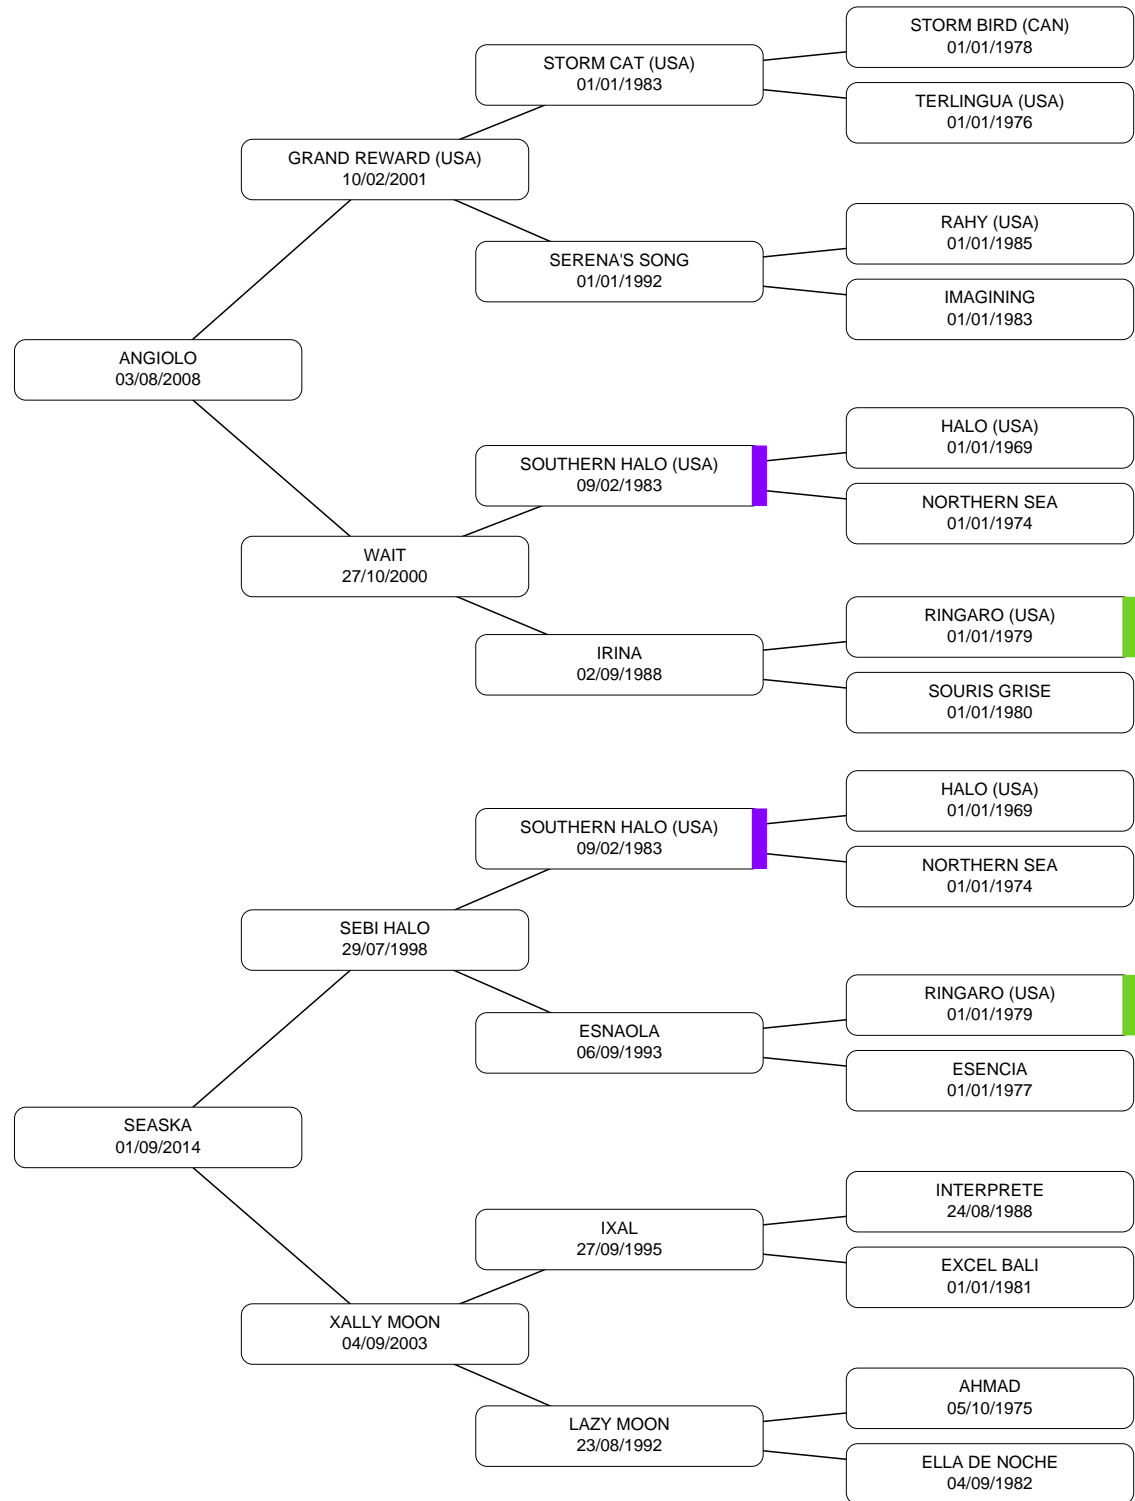 STORM BIRD (CAN)
01/01/1978
STORM CAT (USA)
01/01/1983
TERLINGUA (USA)
01/01/1976
GRAND REWARD (USA)
10/02/2001
RAHY (USA)
01/01/1985
SERENA'S SONG
01/01/1992
IMAGINING
01/01/1983
ANGIOLO
03/08/2008
HALO (USA)
01/01/1969
SOUTHERN HALO (USA)
09/02/1983
NORTHERN SEA
01/01/1974
WAIT
27/10/2000
RINGARO (USA)
01/01/1979
IRINA
02/09/1988
SOURIS GRISE
01/01/1980
HALO (USA)
01/01/1969
SOUTHERN HALO (USA)
09/02/1983
NORTHERN SEA
01/01/1974
SEBI HALO
29/07/1998
RINGARO (USA)
01/01/1979
ESNAOLA
06/09/1993
ESENCIA
01/01/1977
SEASKA
01/09/2014
INTERPRETE
24/08/1988
IXAL
27/09/1995
EXCEL BALI
01/01/1981
XALLY MOON
04/09/2003
AHMAD
05/10/1975
LAZY MOON
23/08/1992
ELLA DE NOCHE
04/09/1982